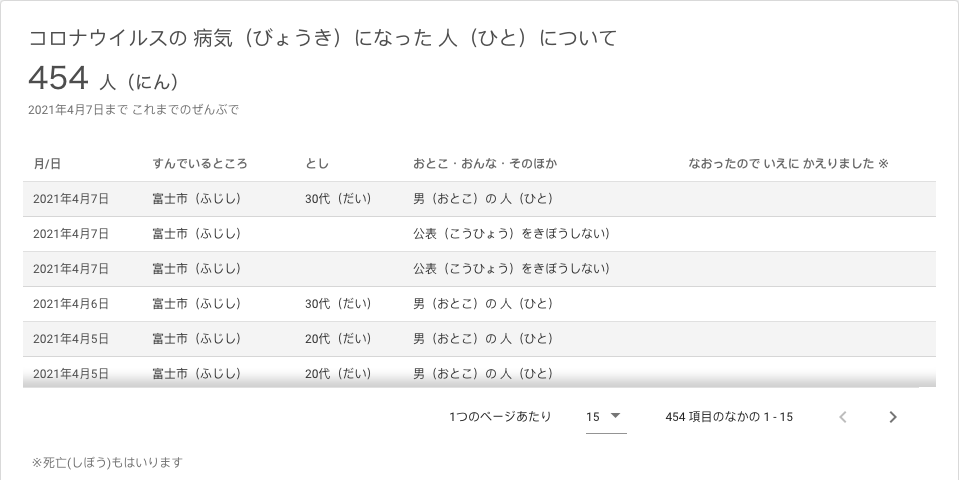 コロナウイルスの 病気（びょうき）になった 人（ひと）について
454 人（にん）
2021年4月7日まで これまでのぜんぶで
月/日 すんでいるところ とし おとこ・おんな・そのほか なおったので いえに かえりました ※
2021年4月7日 富士市（ふじし） 30代（だい） 男（おとこ）の 人（ひと）
2021年4月7日 富士市（ふじし） 公表（こうひょう）をきぼうしない）
2021年4月7日 富士市（ふじし） 公表（こうひょう）をきぼうしない）
2021年4月6日 富士市（ふじし） 30代（だい） 男（おとこ）の 人（ひと）
2021年4月5日 富士市（ふじし） 20代（だい） 男（おとこ）の 人（ひと）
2021年4月5日 富士市（ふじし） 20代（だい） 男（おとこ）の 人（ひと）
1つのページあたり 15 454 項目のなかの 1 - 15
※死亡(しぼう)もはいります